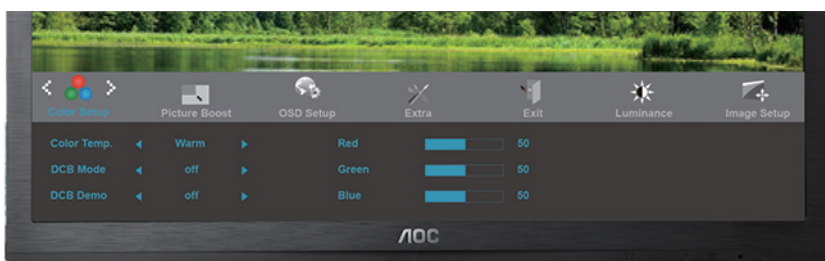 Color Setup Picture Boost OSD Setup Extra Exit Luminance Image Setup
Color Temp. Warm Red 50
DCB Mode off Green 50
DCB Demo off Blue 50
AOC